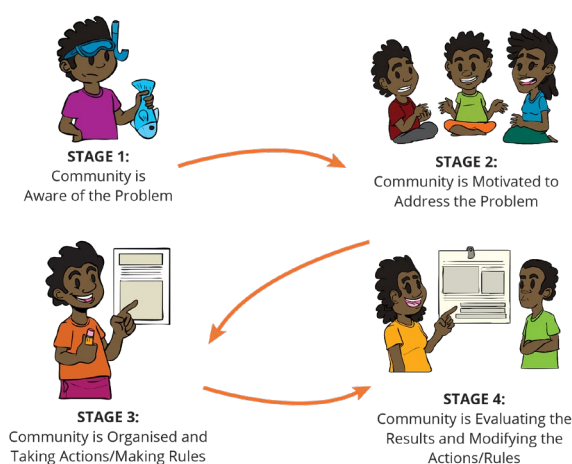 STAGE 1:
Community is
Aware of the Problem
STAGE 2:
Community is Motivated to
Address the Problem
STAGE 3:
Community is Organised and
Taking Actions/Making Rules
STAGE 4:
Community is Evaluating the
Results and Modifying the
Actions/Rules